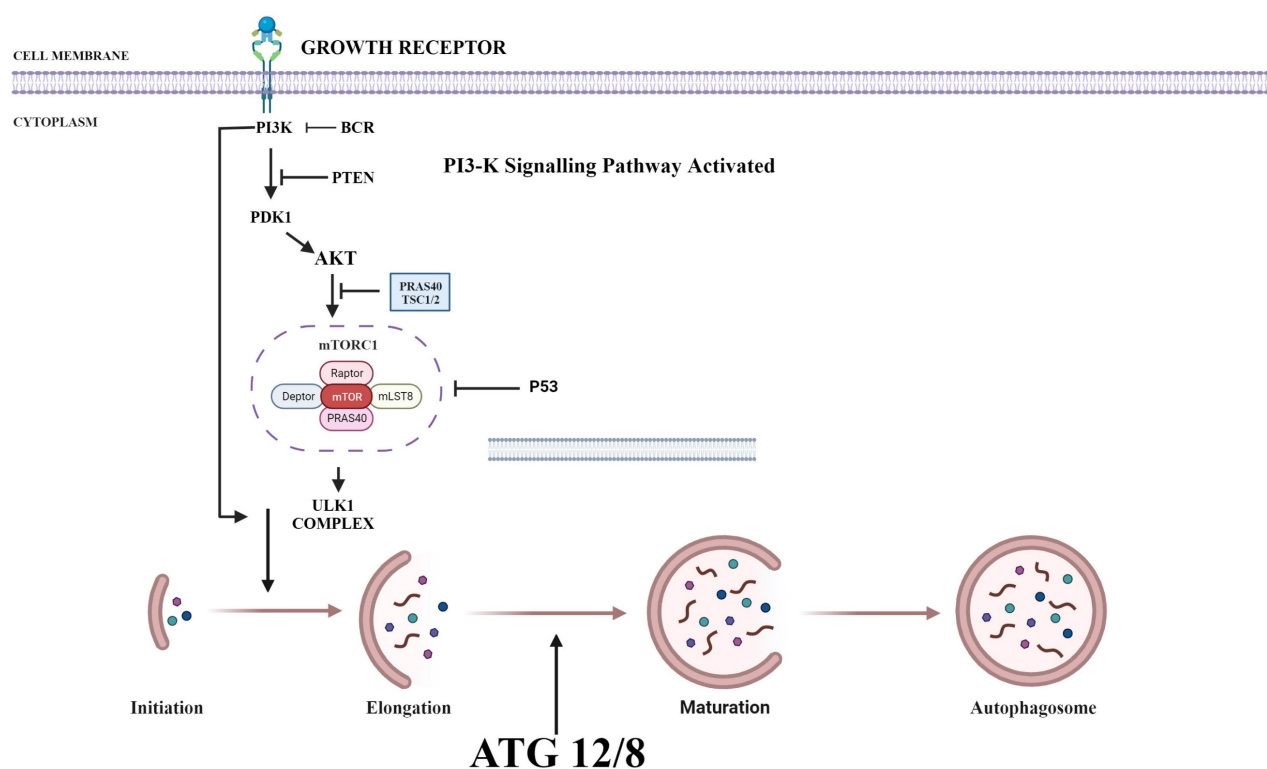 GROWTH RECEPTOR
CELL MEMBRANE
CYTOPLASM
PI3K
BCR
PI3-K Signalling Pathway Activated
PTEN
PDK1
AKT
PRAS40
TSC1/2
mTORC1
Raptor
Deptor
mTOR
mLST8
PRAS40
P53
ULK1
COMPLEX
Initiation
Elongation
Maturation
Autophagosome
ATG 12/8